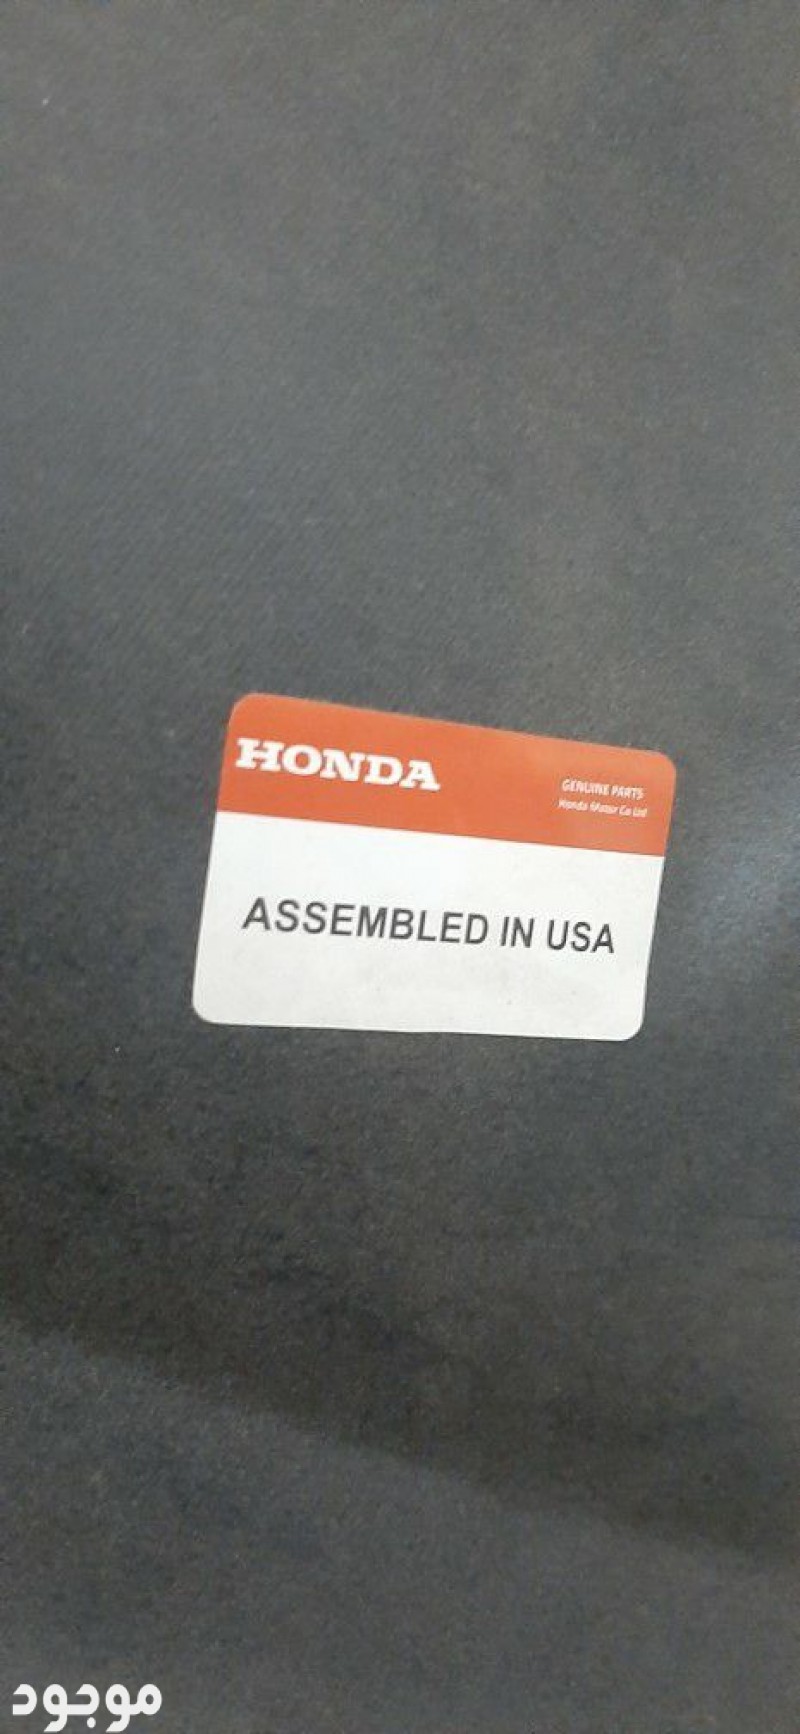 HONDA
GENUINE PARTS
Honda Motor Co Ltd
ASSEMBLED IN USA
موجود